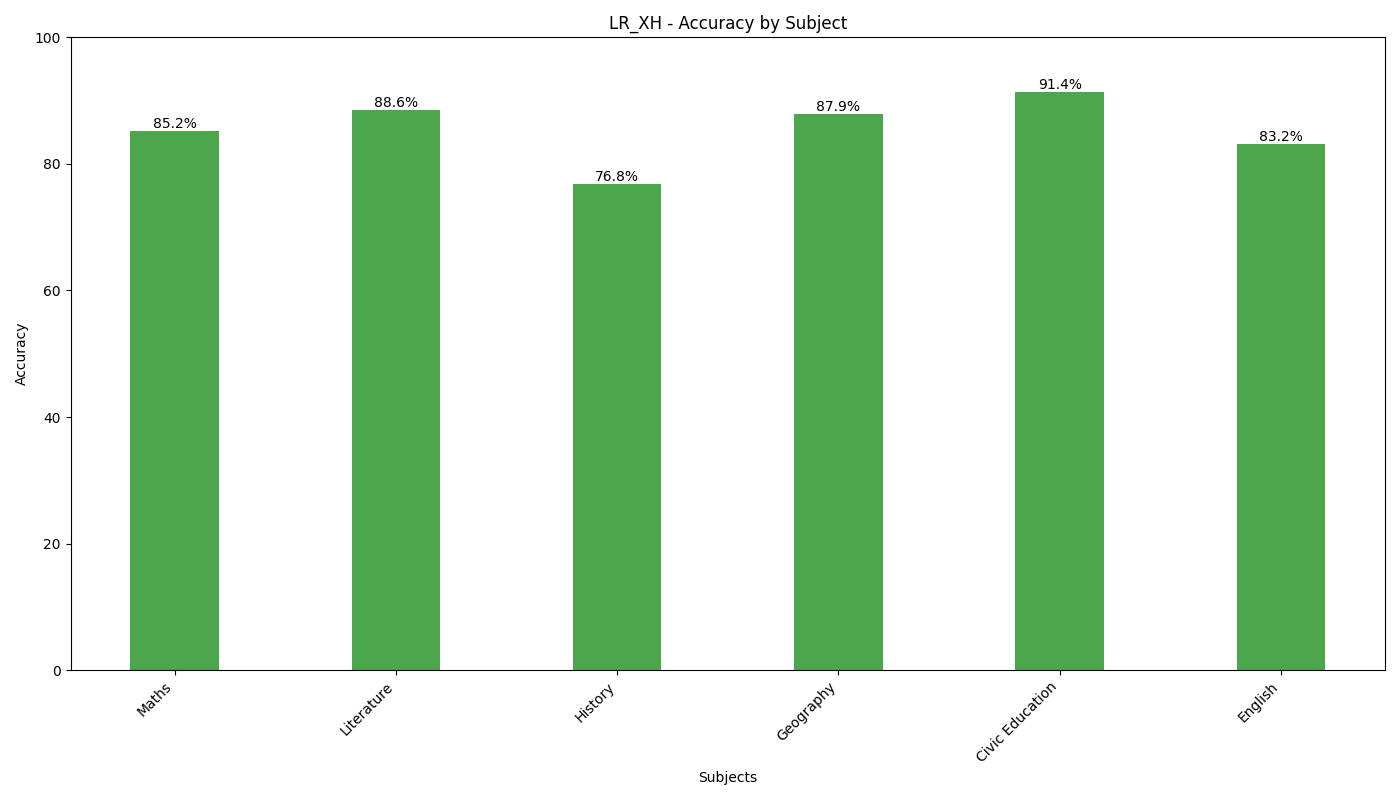 LR_XH - Accuracy by Subject
100
80
60
40
20
0
Accuracy
85.2%
88.6%
76.8%
87.9%
91.4%
83.2%
Maths
Literature
History
Geography
Civic Education
English
Subjects